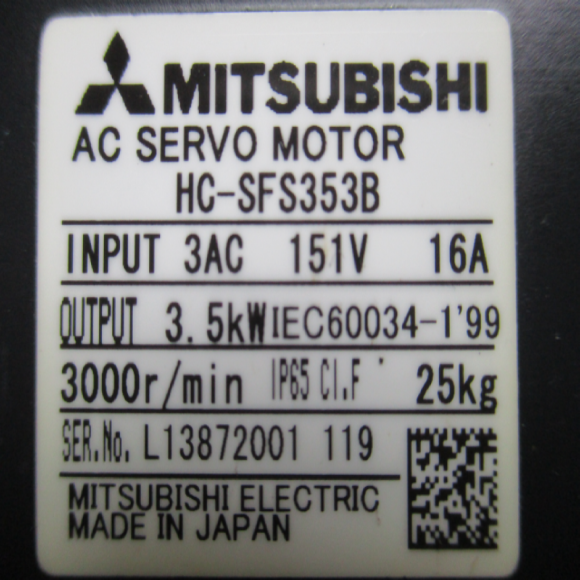 MITSUBISHI
AC SERVO MOTOR
HC-SFS353B
INPUT 3AC 151V 16A
OUTPUT 3.5kW IEC60034-1'99
3000r/min IP65 Cl.F 25kg
SER.No. L13872001 119
MITSUBISHI ELECTRIC
MADE IN JAPAN